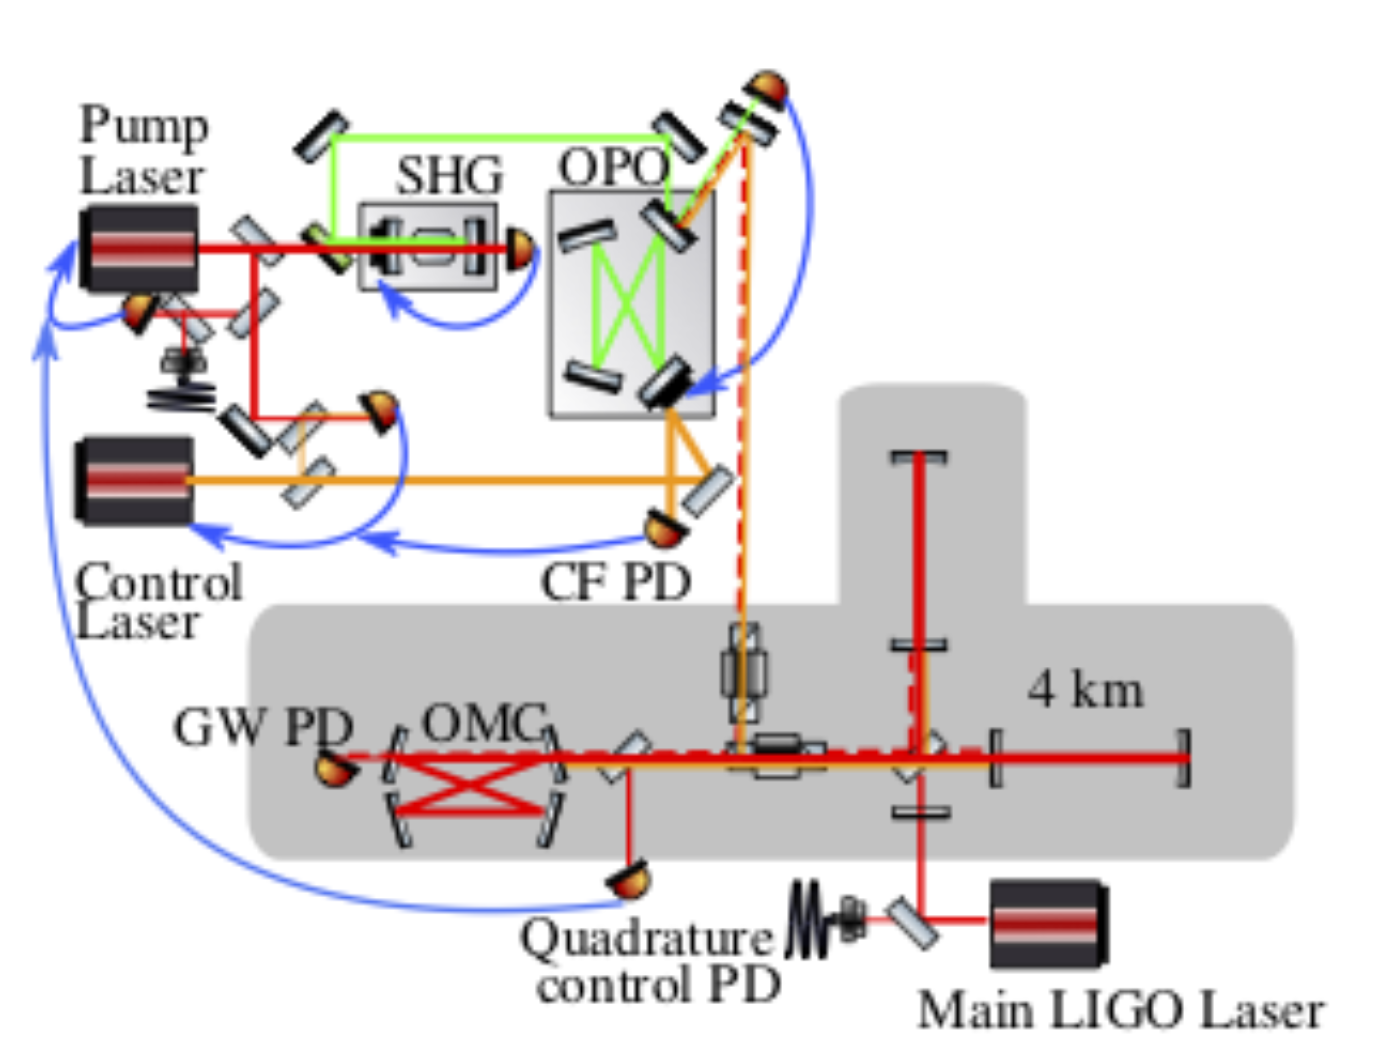 Pump
Laser
SHG
OPO
Control
Laser
CF PD
4 km
GW PD
OMC
Quadrature
control PD
Main LIGO Laser